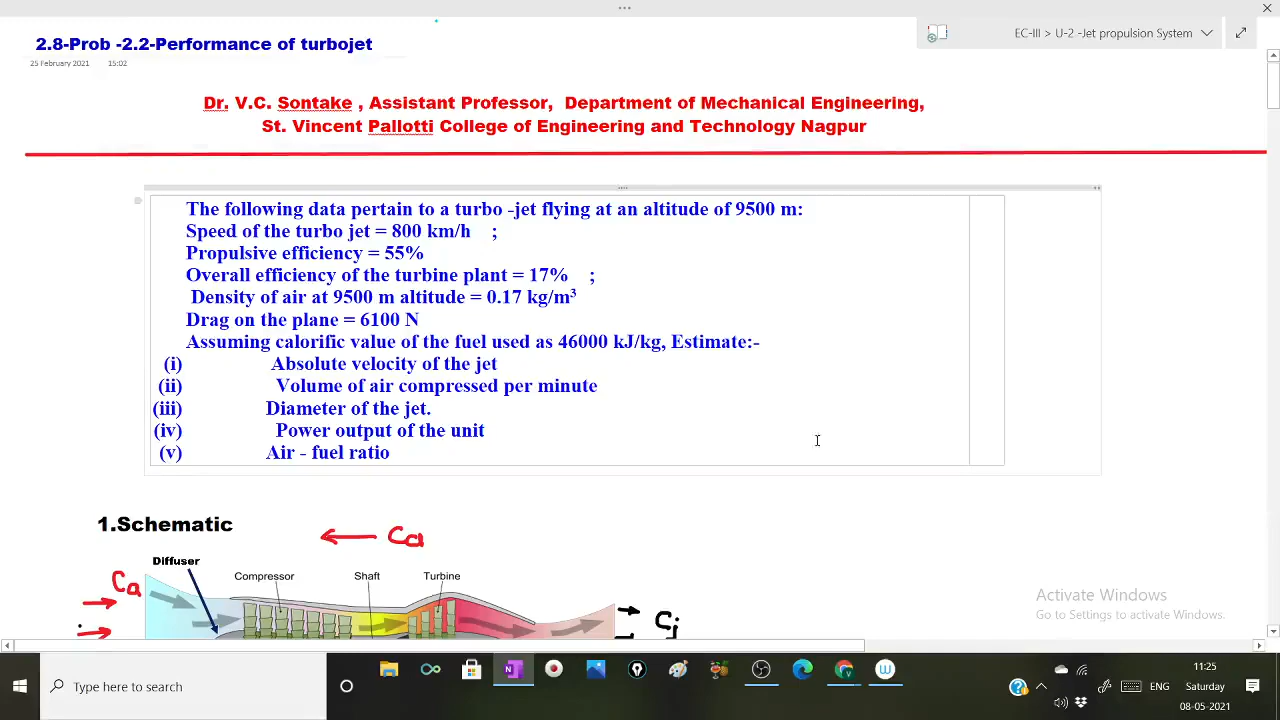 2.8-Prob -2.2-Performance of turbojet
25 February 2021 15:02
EC-III > U-2 -Jet propulsion System
Dr. V.C. Sontake , Assistant Professor, Department of Mechanical Engineering,
St. Vincent Pallotti College of Engineering and Technology Nagpur
The following data pertain to a turbo -jet flying at an altitude of 9500 m:
Speed of the turbo jet = 800 km/h ;
Propulsive efficiency = 55%
Overall efficiency of the turbine plant = 17% ;
Density of air at 9500 m altitude = 0.17 kg/m³
Drag on the plane = 6100 N
Assuming calorific value of the fuel used as 46000 kJ/kg, Estimate:-
(i) Absolute velocity of the jet
(ii) Volume of air compressed per minute
(iii) Diameter of the jet.
(iv) Power output of the unit
(v) Air - fuel ratio
1.Schematic
Ca
Diffuser
Compressor Shaft Turbine
Ca
Cj
Activate Windows
Go to Settings to activate Windows.
Type here to search
ENG
11:25
Saturday
08-05-2021